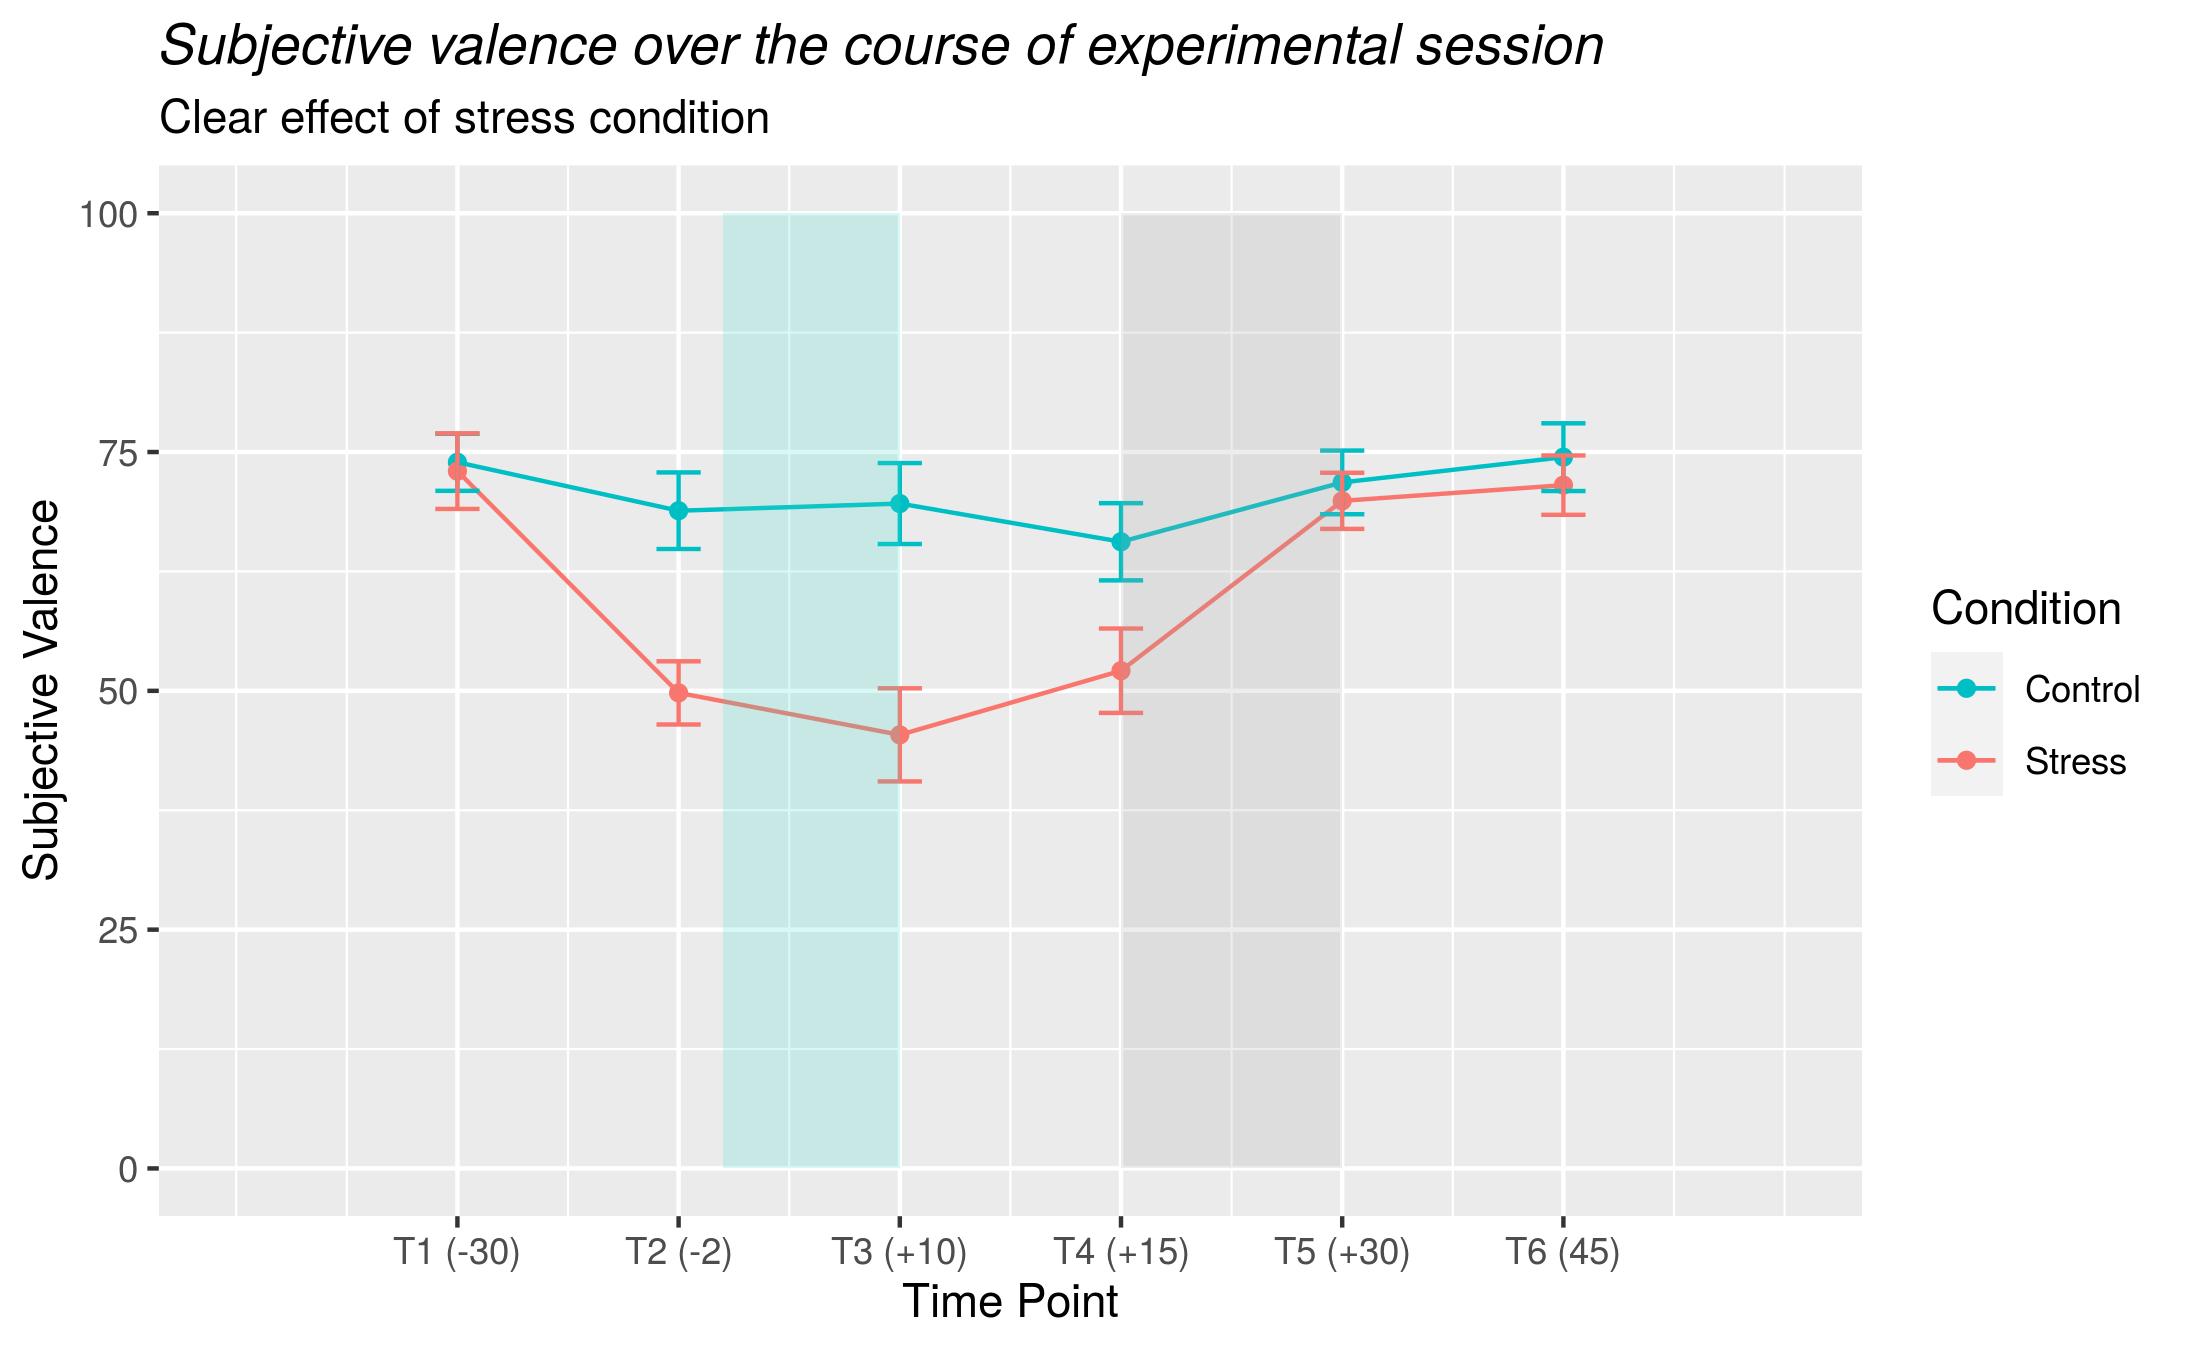 Subjective valence over the course of experimental session
Clear effect of stress condition
100
75
50
25
0
Subjective Valence
T1 (-30) T2 (-2) T3 (+10) T4 (+15) T5 (+30) T6 (45)
Time Point
Condition
Control
Stress